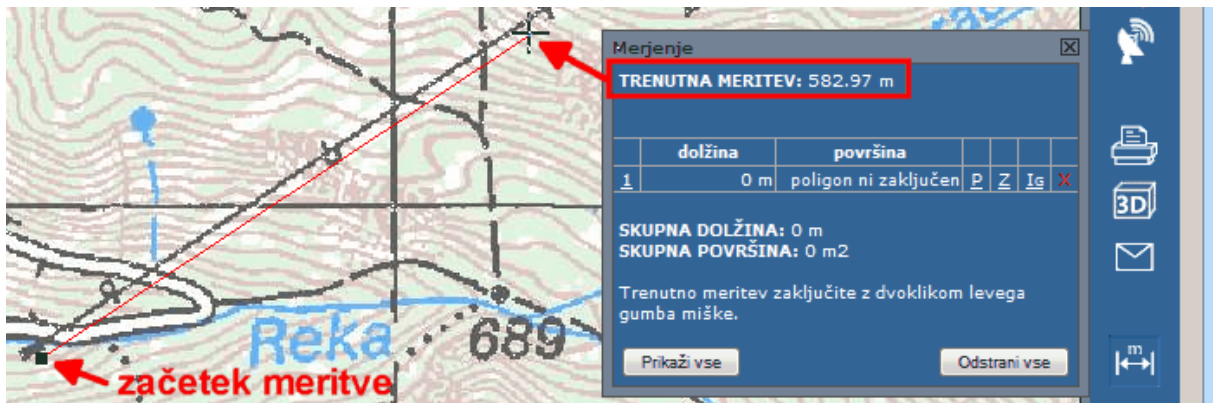 Merjenje
TRENUTNA MERITEV: 582.97 m
dolžina površina
1 0 m poligon ni zaključen P Z Ig X
SKUPNA DOLŽINA: 0 m
SKUPNA POVRŠINA: 0 m2
Trenutno meritev zaključite z dvoklikom levega
gumba miške.
Prikaži vse Odstrani vse
Reka 689
začetek meritve
3D
m